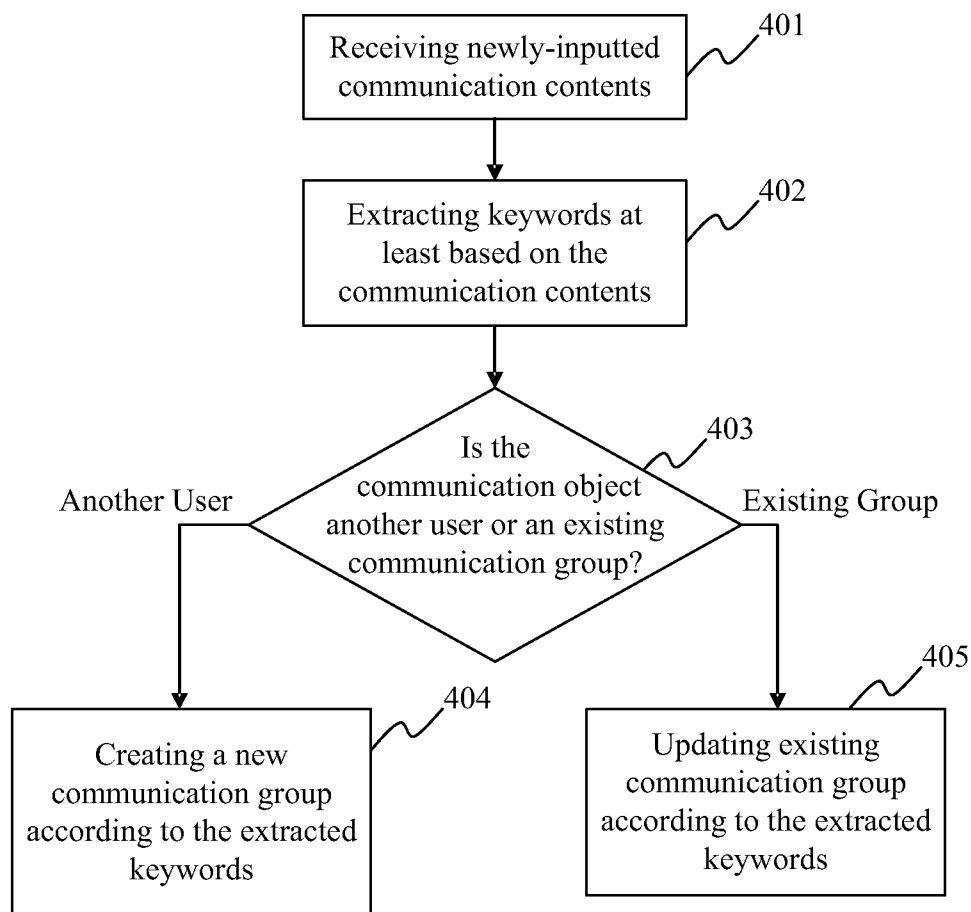 Receiving newly-inputted
communication contents
401
Extracting keywords at
least based on the
communication contents
402
Is the
communication object
another user or an existing
communication group?
403
Another User
Existing Group
Creating a new
communication group
according to the extracted
keywords
404
Updating existing
communication group
according to the extracted
keywords
405